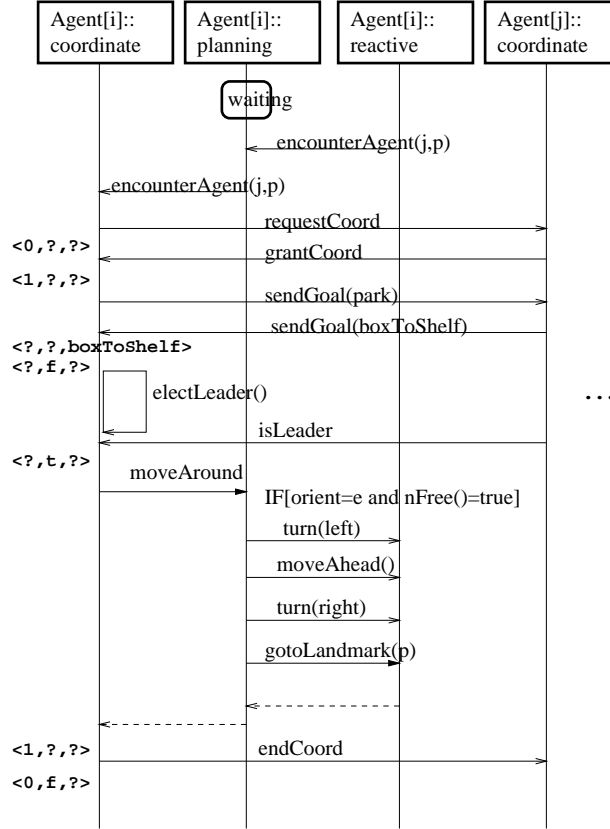 Agent[i]::
coordinate
Agent[i]::
planning
Agent[i]::
reactive
Agent[j]::
coordinate
waiting
encounterAgent(j,p)
encounterAgent(j,p)
requestCoord
<0,?,?>
grantCoord
<1,?,?>
sendGoal(park)
sendGoal(boxToShelf)
<?,?,boxToShelf>
<?,f,?>
electLeader()
...
isLeader
<?,t,?>
moveAround
IF[orient=e and nFree()=true]
turn(left)
moveAhead()
turn(right)
gotoLandmark(p)
<1,?,?>
endCoord
<0,f,?>